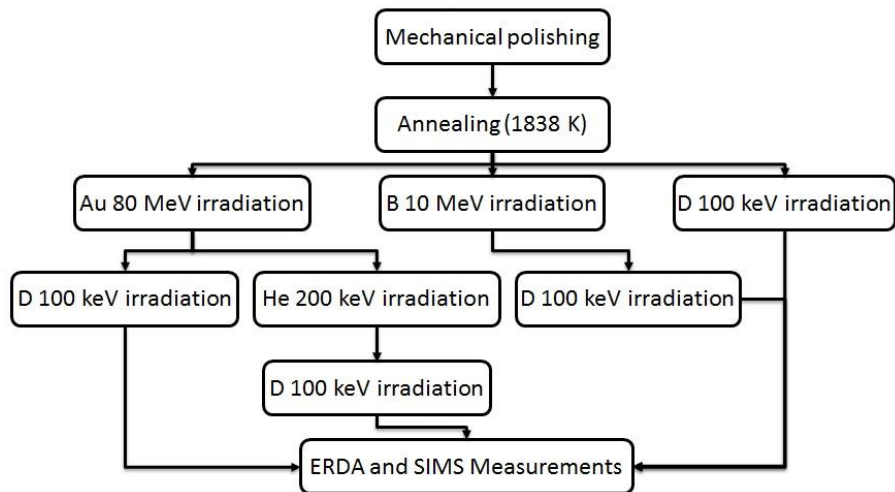 Mechanical polishing
Annealing (1838 K)
Au 80 MeV irradiation
B 10 MeV irradiation
D 100 keV irradiation
D 100 keV irradiation
He 200 keV irradiation
D 100 keV irradiation
D 100 keV irradiation
ERDA and SIMS Measurements